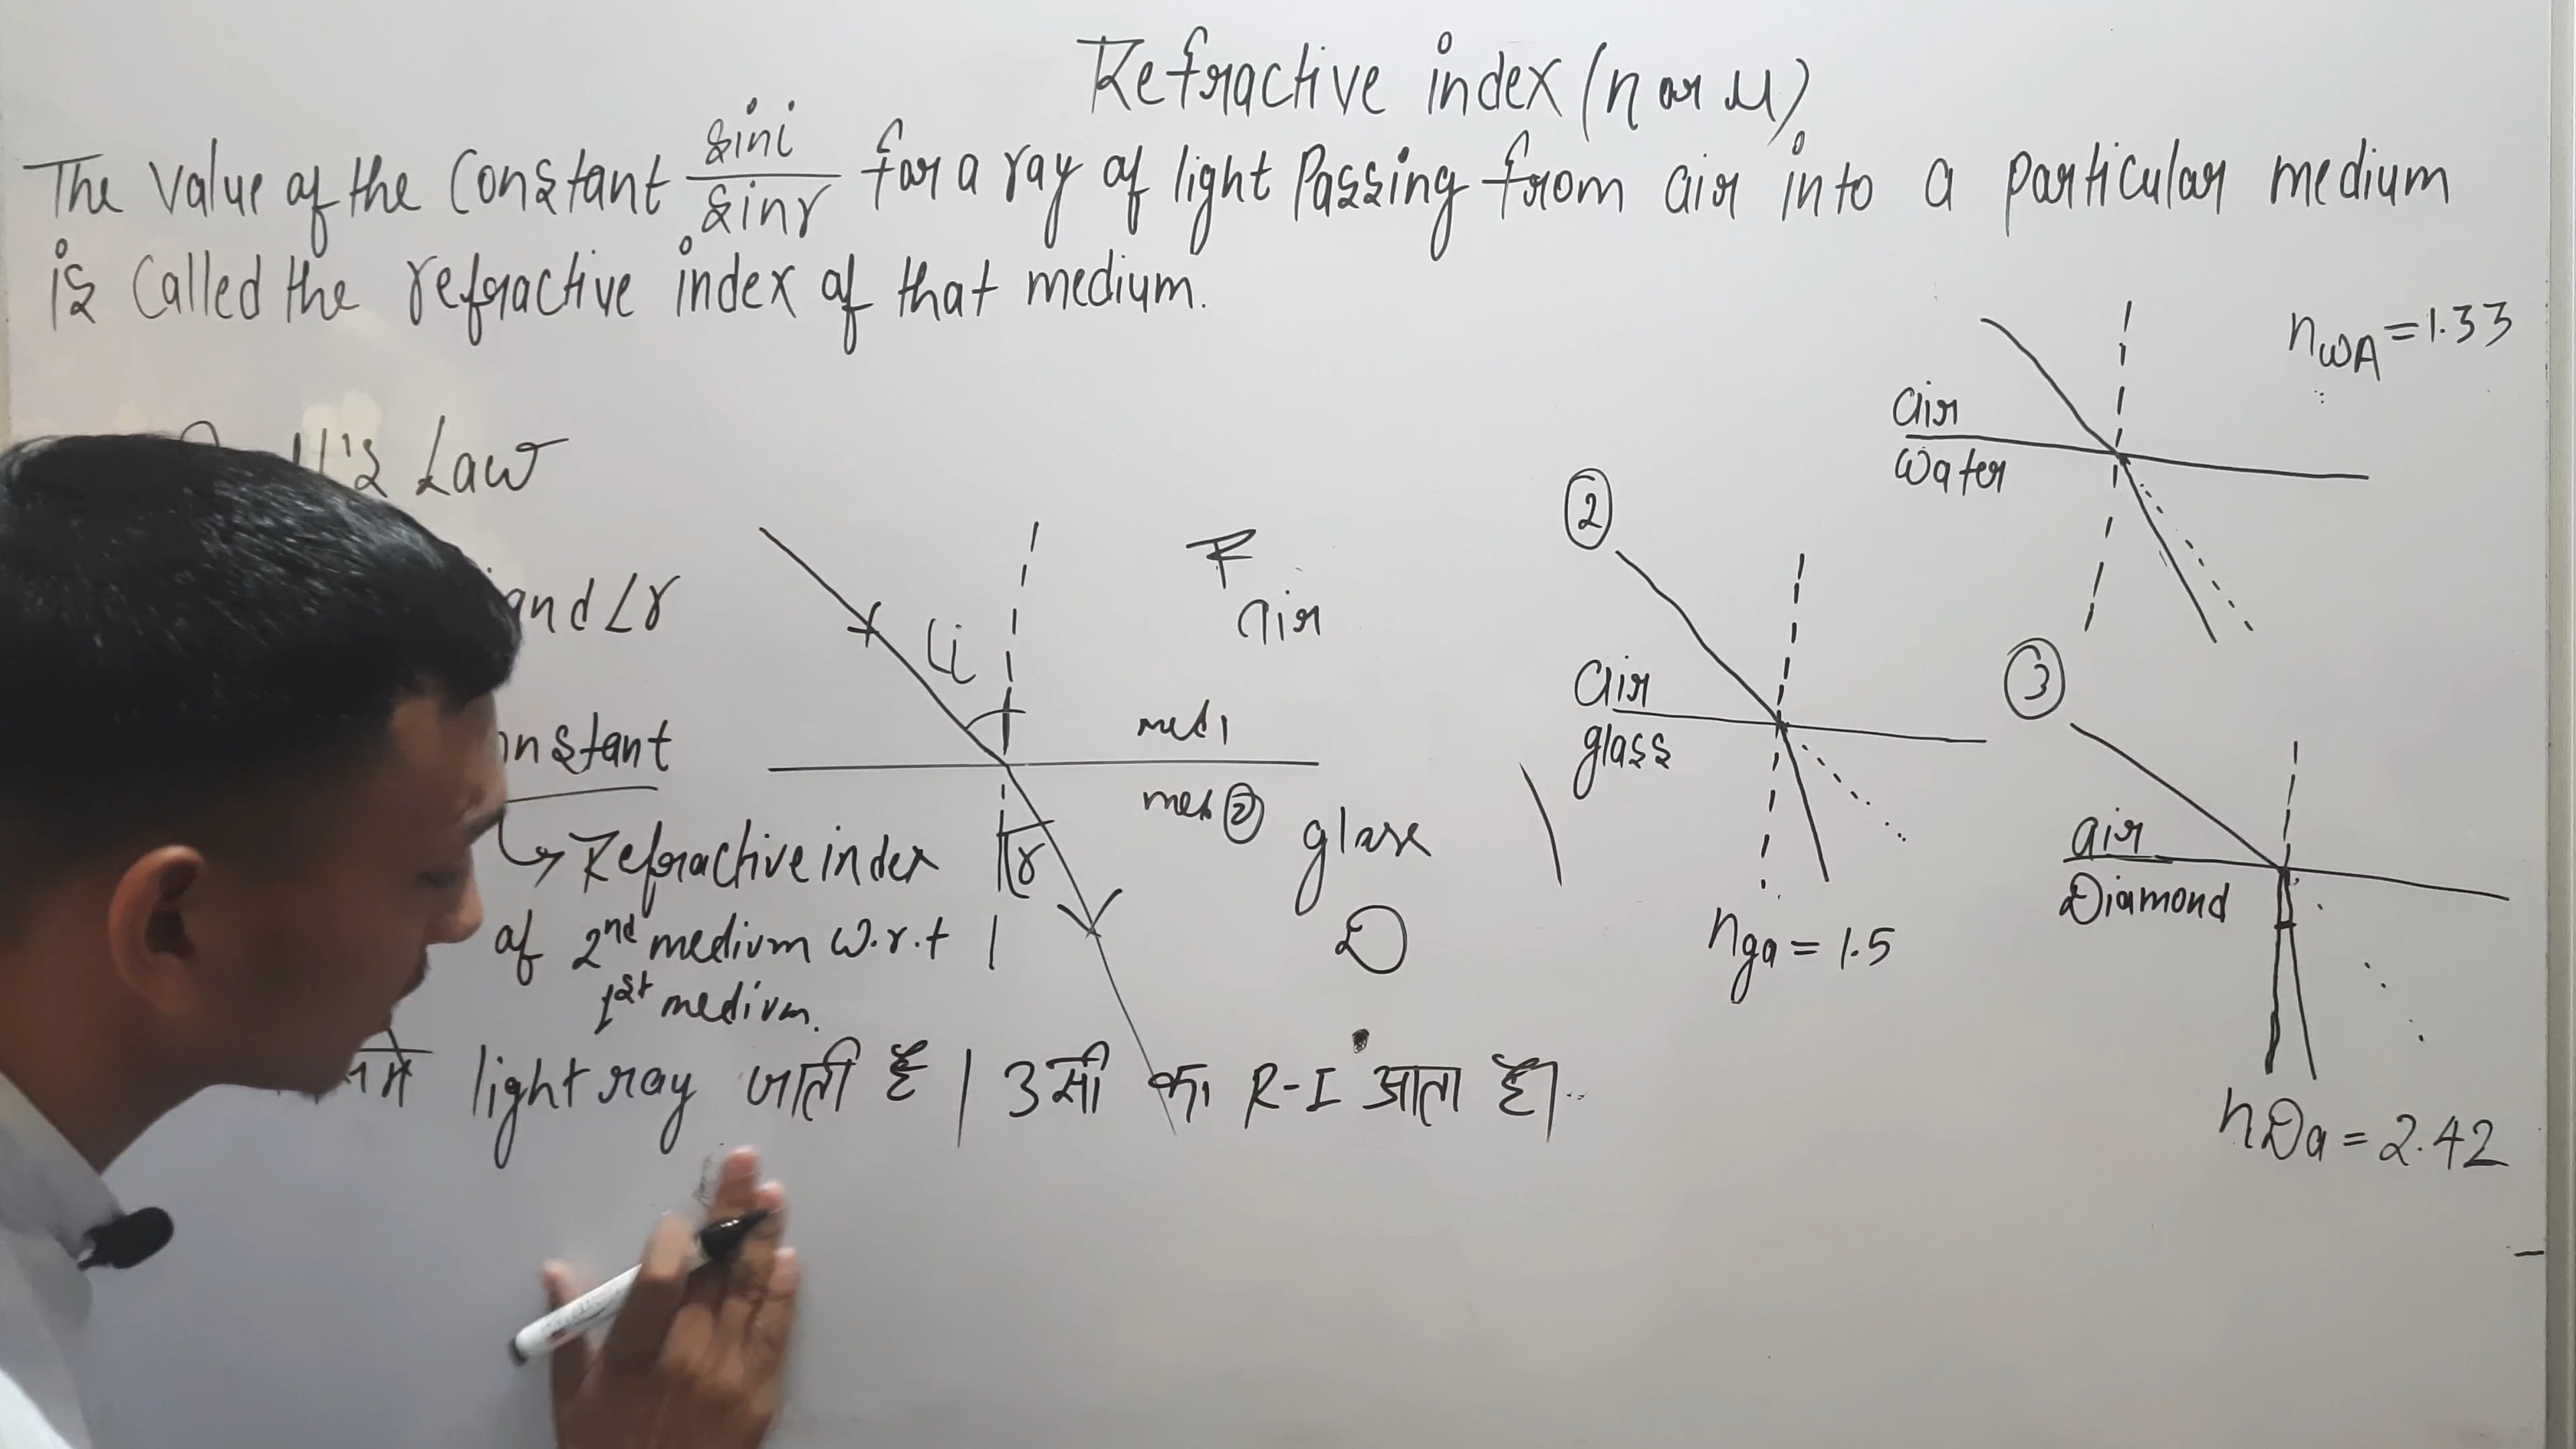 Refractive index (n or μ)
The value of the constant sini/sinr for a ray of light passing from air into a particular medium
is called the refractive index of that medium.
nWA = 1.33
air
water
's Law
②
and ∠r
∠i
air
air
glass
③
med 1
med ②
nstant
→ Refractive index
∠r
glass
D
air
Diamond
of 2nd medium w.r.t
1st medium.
nga = 1.5
light ray जाती है | उसी का R-I आता है।
nDa = 2.42